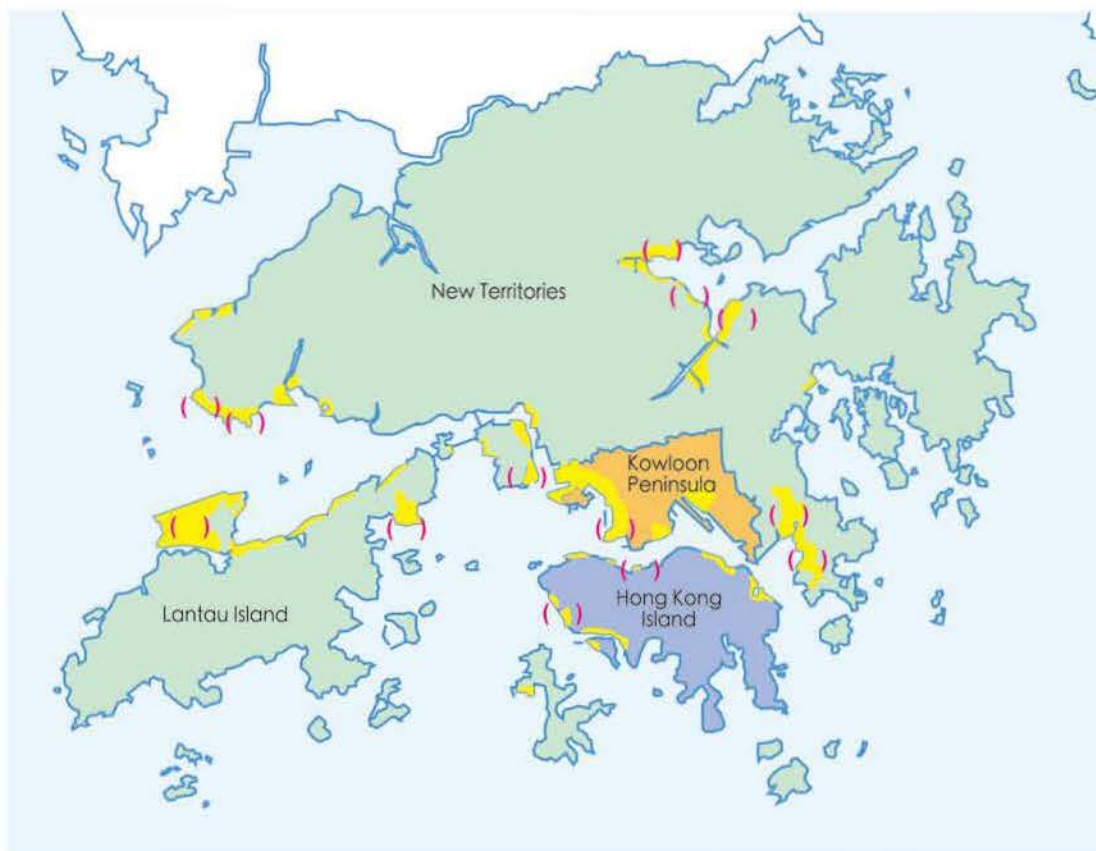 New Territories
Kowloon
Peninsula
Hong Kong
Island
Lantau Island
( )
( )
( )
( )
( )
( )
( )
( )
( )
( )
( )
( )
( )